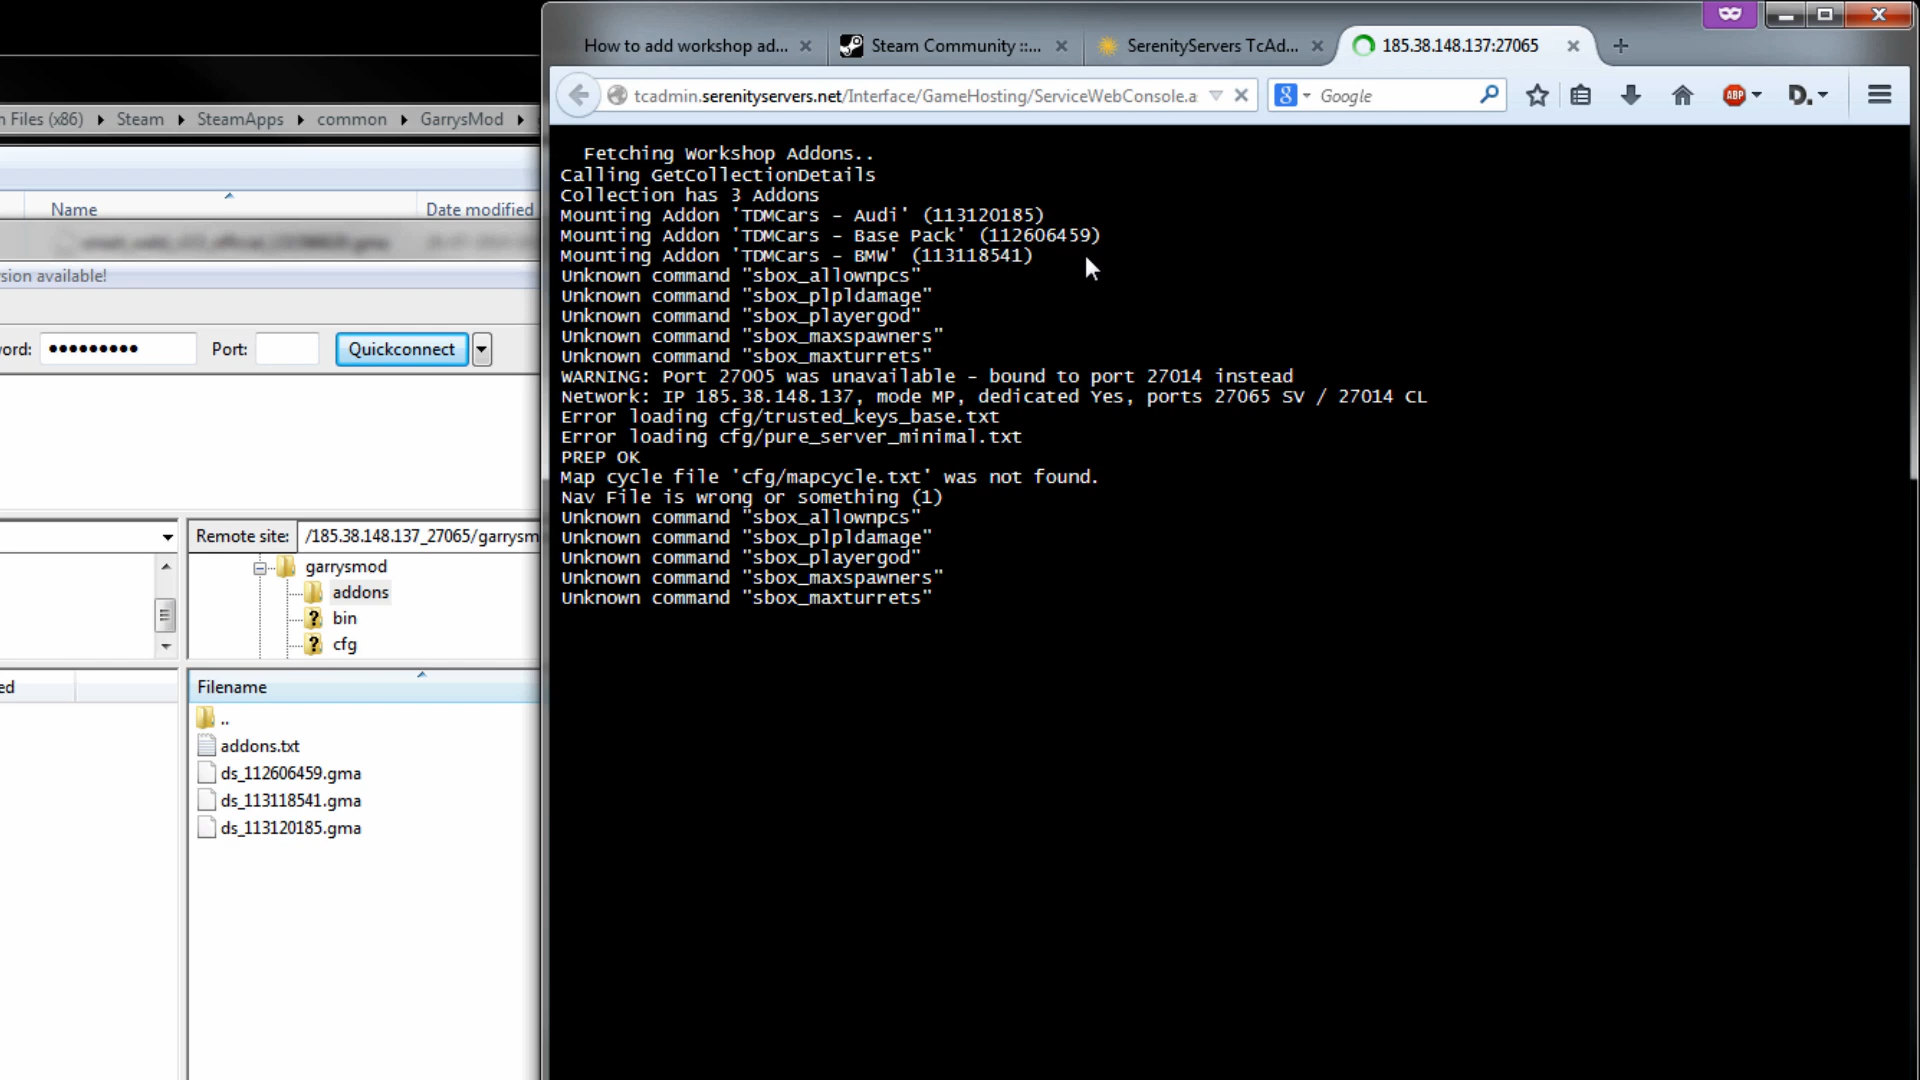 How to add workshop ad...
Steam Community ::...
SerenityServers TcAd...
185.38.148.137:27065
tcadmin.serenityservers.net/Interface/GameHosting/ServiceWebConsole.a
Google
ABP
D.
n Files (x86)
Steam
SteamApps
common
GarrysMod
Name
Date modified
sion available!
ord:
•••••••••
Port:
Quickconnect
Remote site:
/185.38.148.137_27065/garrysm
garrysmod
addons
bin
cfg
ed
Filename
..
addons.txt
ds_112606459.gma
ds_113118541.gma
ds_113120185.gma
Fetching Workshop Addons..
Calling GetCollectionDetails
Collection has 3 Addons
Mounting Addon 'TDMCars - Audi' (113120185)
Mounting Addon 'TDMCars - Base Pack' (112606459)
Mounting Addon 'TDMCars - BMW' (113118541)
Unknown command "sbox_allownpcs"
Unknown command "sbox_plpldamage"
Unknown command "sbox_playergod"
Unknown command "sbox_maxspawners"
Unknown command "sbox_maxturrets"
WARNING: Port 27005 was unavailable - bound to port 27014 instead
Network: IP 185.38.148.137, mode MP, dedicated Yes, ports 27065 SV / 27014 CL
Error loading cfg/trusted_keys_base.txt
Error loading cfg/pure_server_minimal.txt
PREP OK
Map cycle file 'cfg/mapcycle.txt' was not found.
Nav File is wrong or something (1)
Unknown command "sbox_allownpcs"
Unknown command "sbox_plpldamage"
Unknown command "sbox_playergod"
Unknown command "sbox_maxspawners"
Unknown command "sbox_maxturrets"